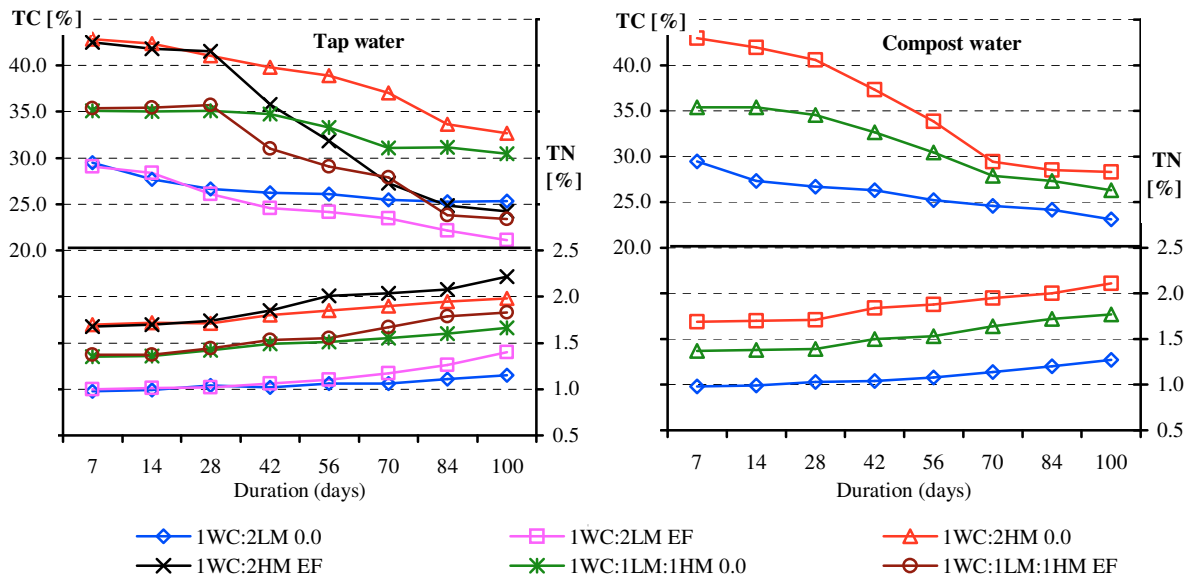 TC [%]
Tap water
40.0
35.0
30.0
25.0
20.0
TN
[%]
2.5
2.0
1.5
1.0
0.5
7 14 28 42 56 70 84 100
Duration (days)
TC [%]
Compost water
40.0
35.0
30.0
25.0
20.0
TN
[%]
2.5
2.0
1.5
1.0
0.5
7 14 28 42 56 70 84 100
Duration (days)
1WC:2LM 0.0 1WC:2LM EF 1WC:2HM 0.0
1WC:2HM EF 1WC:1LM:1HM 0.0 1WC:1LM:1HM EF